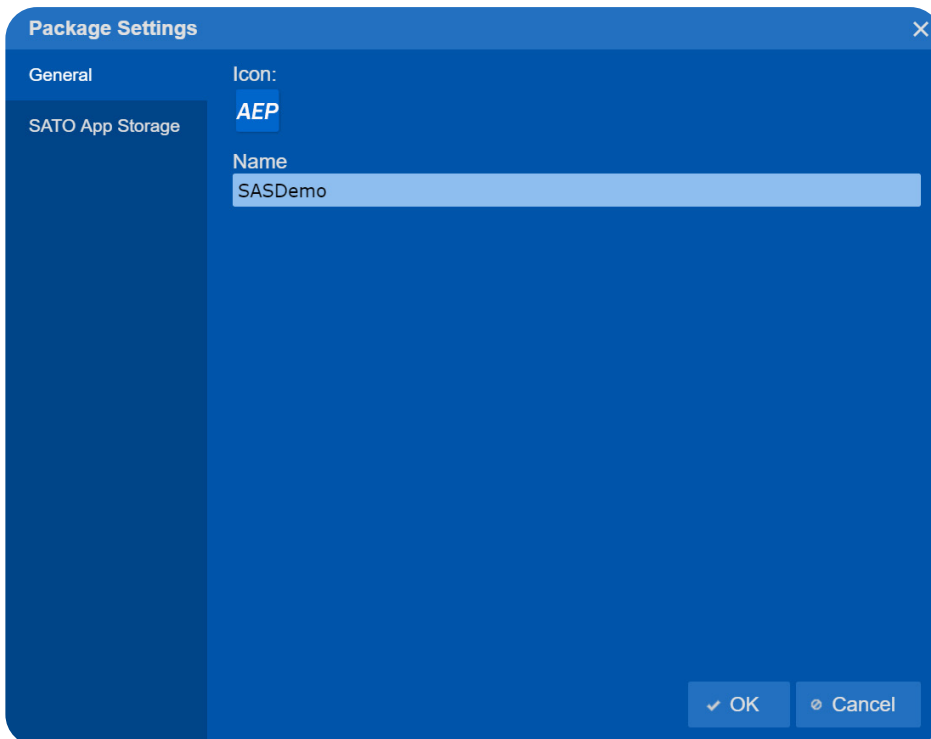 Package Settings
General
SATO App Storage
Icon:
AEP
Name
SASDemo
OK
Cancel